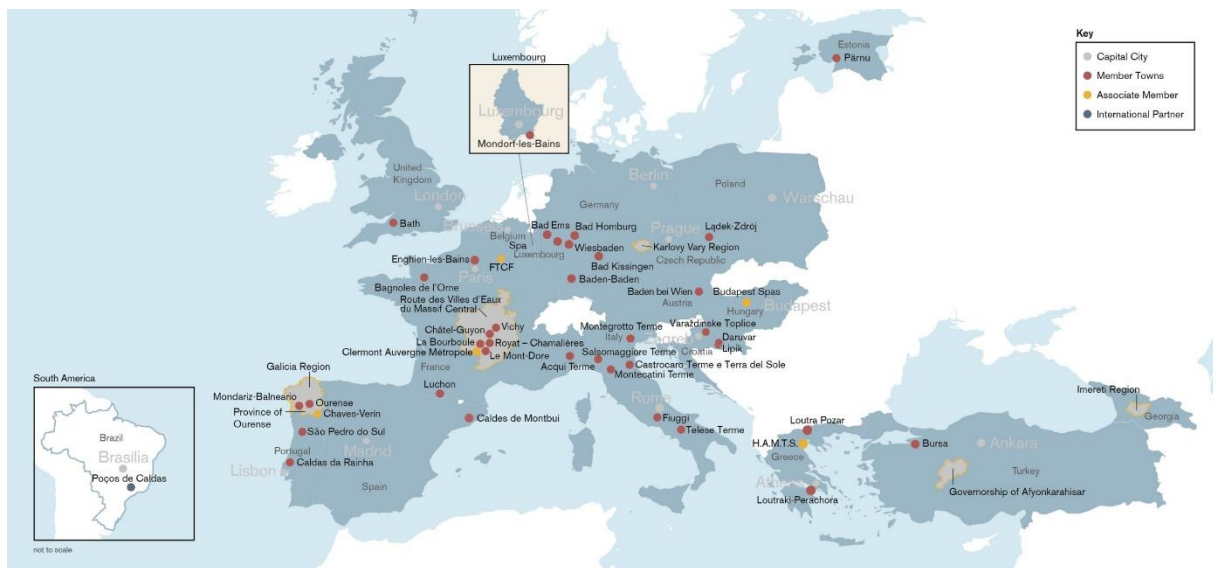 Key
Capital City
Member Towns
Associate Member
International Partner
Estonia
Pärnu
Luxembourg
Luxembourg
Mondorf-les-Bains
United
Kingdom
London
Bath
Berlin
Poland
Warschau
Germany
Brussels
Belgium
Spa
Luxembourg
Bad Ems
Bad Homburg
Wiesbaden
Bad Kissingen
Baden-Baden
Prague
Lądek-Zdrój
Karlovy Vary Region
Czech Republic
Enghien-les-Bains
FTCF
Paris
Bagnoles de l'Orne
Route des Villes d'Eaux
du Massif Central
Baden bei Wien
Austria
Budapest Spas
Budapest
Hungary
Vichy
Châtel-Guyon
La Bourboule
Royat – Chamalières
Clermont Auvergne Métropole
Le Mont-Dore
France
Montegrotto Terme
Italy
Varaždinske Toplice
Zagreb
Croatia
Daruvar
Lipik
Salsomaggiore Terme
Acqui Terme
Castrocaro Terme e Terra del Sole
Montecatini Terme
Galicia Region
Luchon
Mondariz-Balneario
Ourense
Province of
Ourense
Chaves-Verin
Caldes de Montbui
São Pedro do Sul
Portugal
Madrid
Lisbon
Caldas da Rainha
Spain
Roma
Fiuggi
Telese Terme
Loutra Pozar
H.A.M.T.S.
Greece
Athens
Loutraki-Perachora
Bursa
Ankara
Turkey
Governorship of Afyonkarahisar
Imereti Region
Georgia
South America
Brazil
Brasília
Poços de Caldas
not to scale